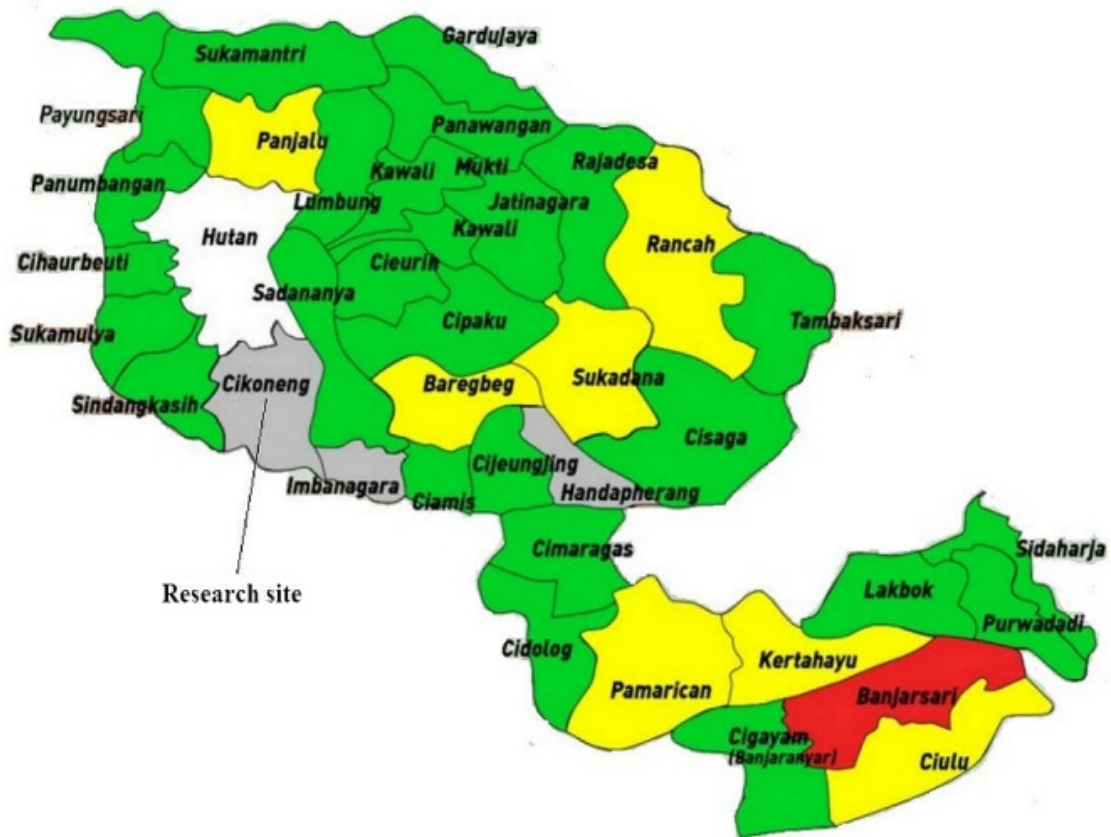 Gardujaya
Sukamantri
Payungsari
Panjalu
Panawangan
Kawali
Mukti
Rajadesa
Panumbangan
Lumbung
Jatinagara
Hutan
Kawali
Rancah
Cihaurbeuti
Cieurih
Sadananya
Sukamulya
Cipaku
Tambaksari
Cikoneng
Baregbeg
Sukadana
Sindangkasih
Cisaga
Cijeungjing
Imbanagara
Handapherang
Ciamis
Cimaragas
Sidaharja
Research site
Lakbok
Purwadadi
Cidolog
Kertahayu
Pamarican
Banjarsari
Cigayam
(Banjaranyar)
Ciulu